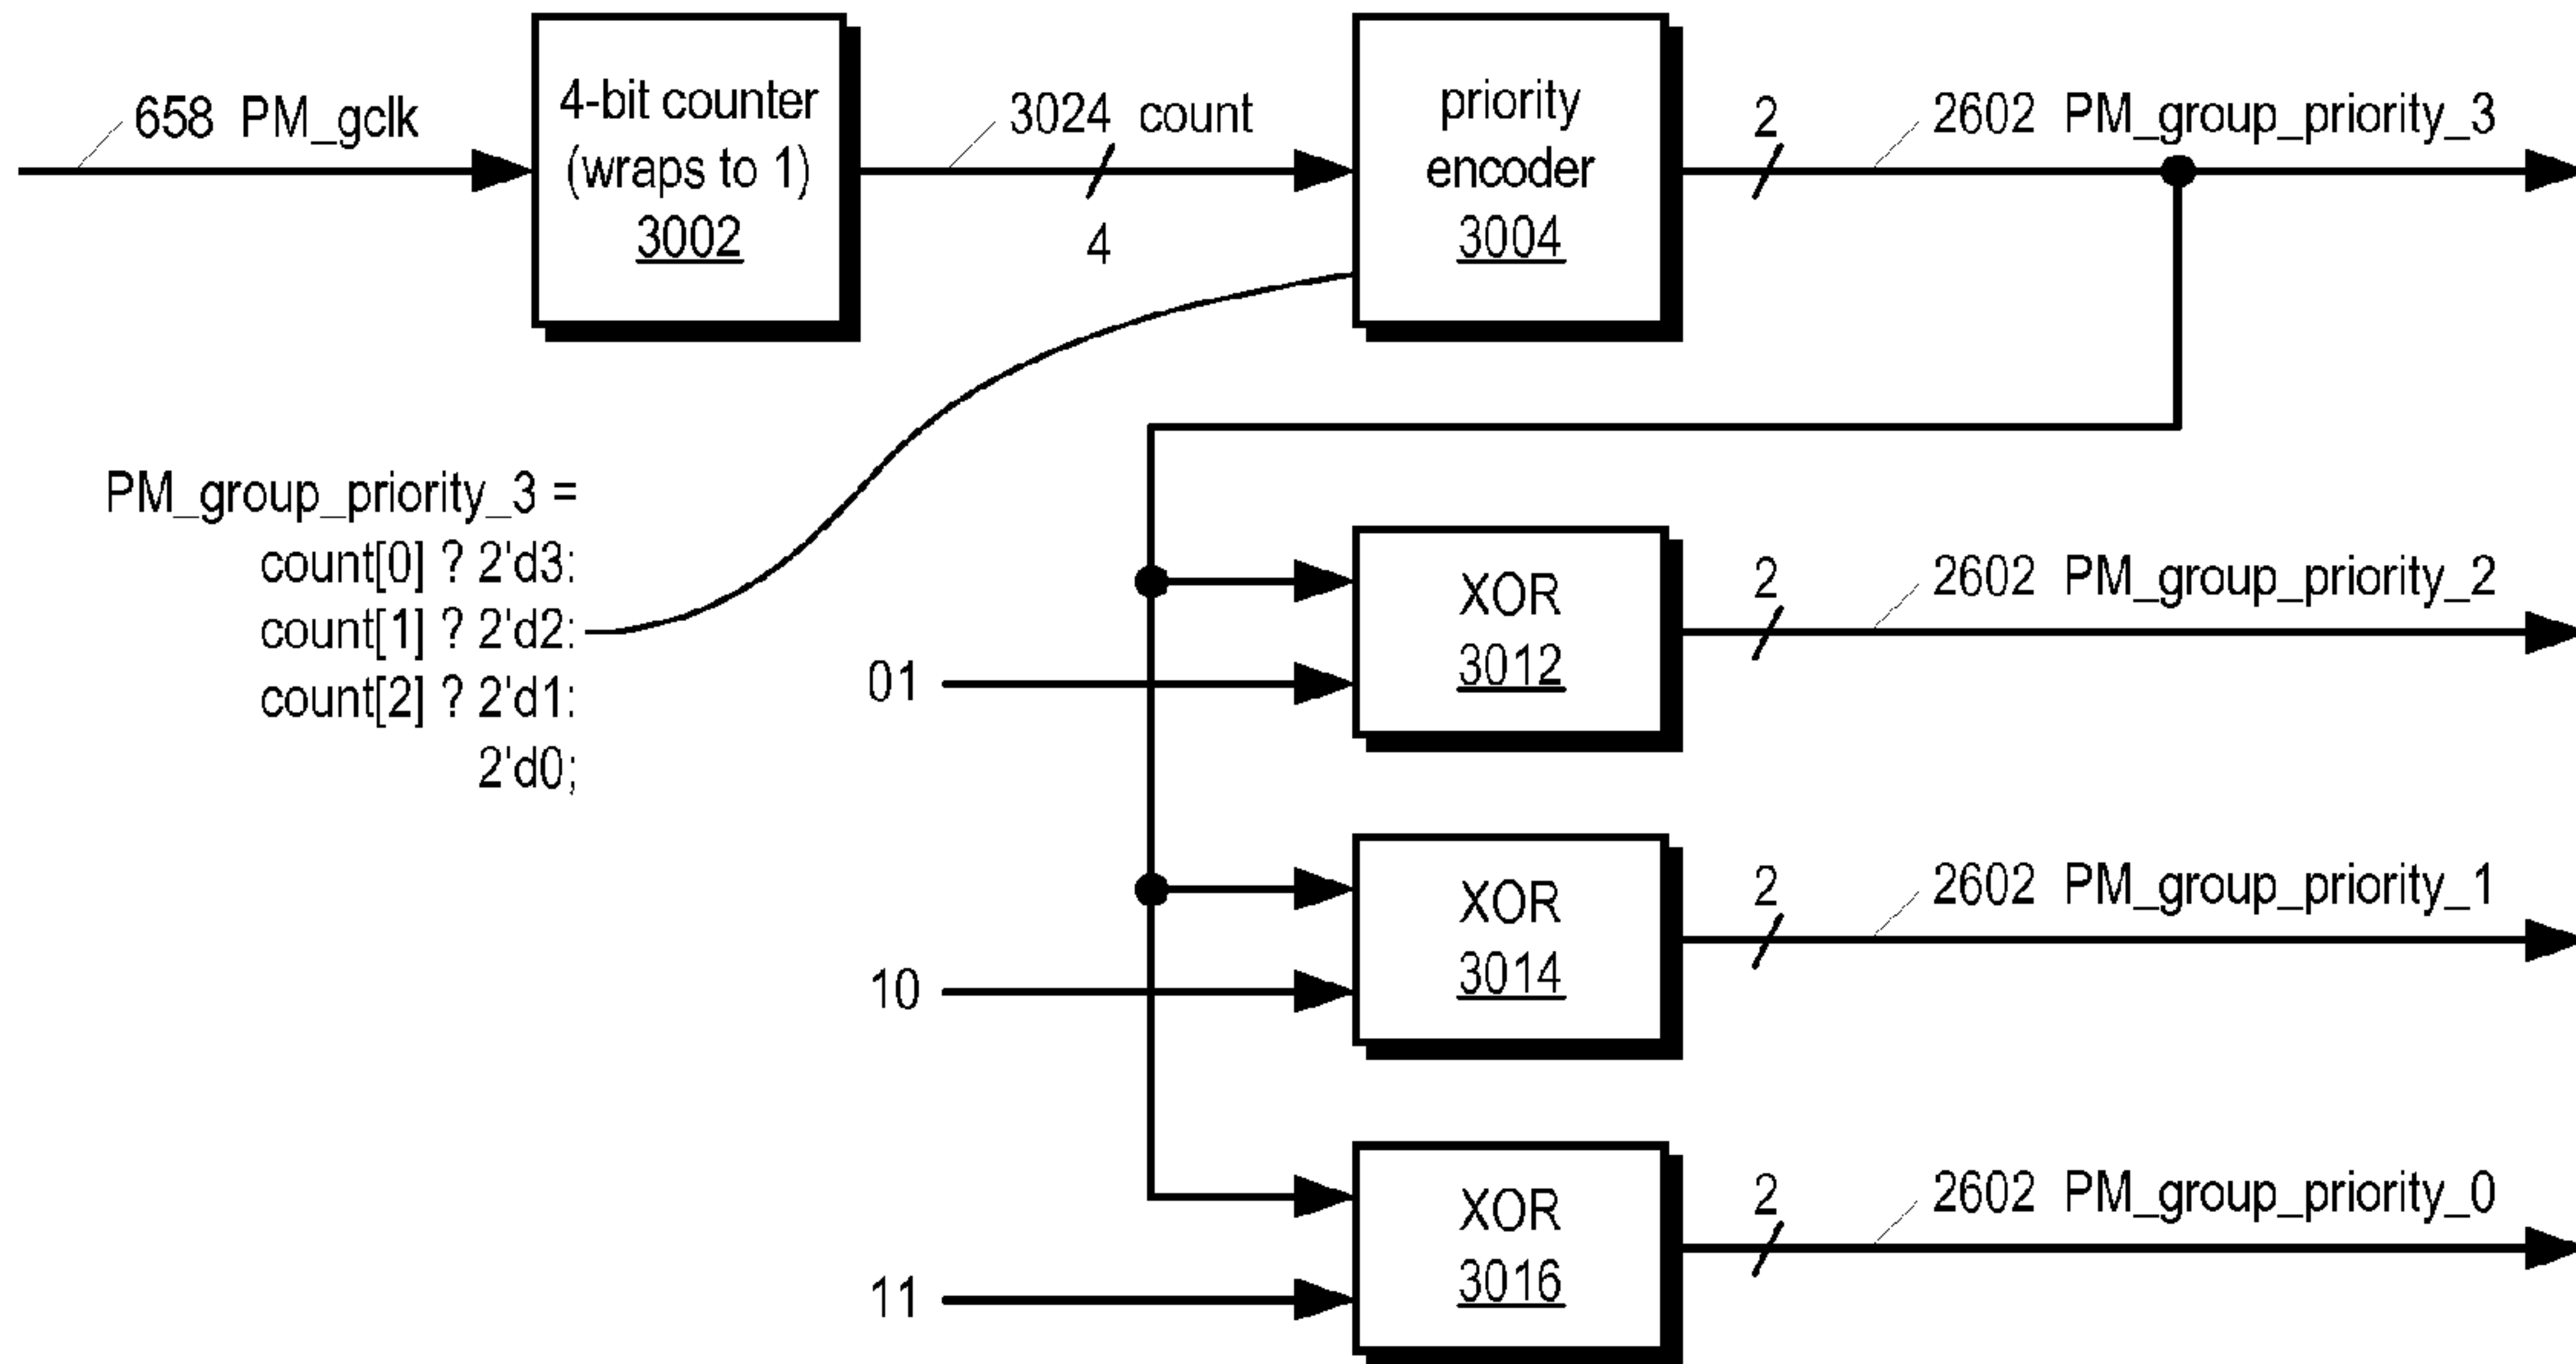 658 PM_gclk
4-bit counter
(wraps to 1)
3002
3024 count
4
priority
encoder
3004
2
2602 PM_group_priority_3
PM_group_priority_3 =
count[0] ? 2'd3:
count[1] ? 2'd2:
count[2] ? 2'd1:
2'd0;
01
XOR
3012
2
2602 PM_group_priority_2
10
XOR
3014
2
2602 PM_group_priority_1
11
XOR
3016
2
2602 PM_group_priority_0